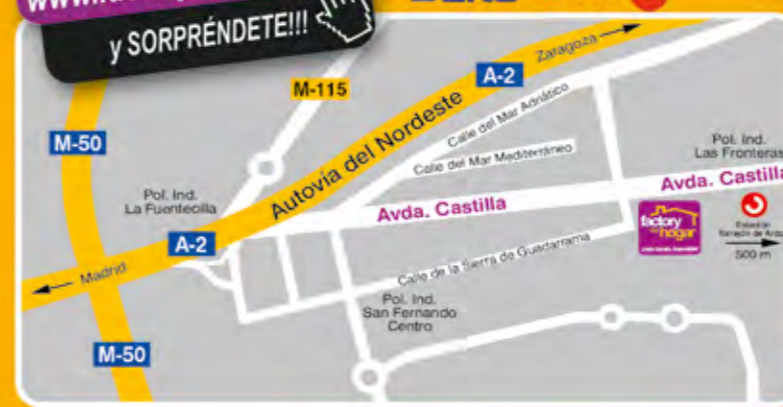 y SORPRÉNDETE!!!
Zaragoza
A-2
M-115
Autovia del Nordeste
Calle del Mar Adriático
Calle del Mar Mediterráneo
M-50
Pol. Ind.
Las Fronteras
Avda. Castilla
Pol. Ind.
La Fuentecilla
Avda. Castilla
factory
hogar
Estación
500 m
A-2
Madrid
Calle de la Sierra de Guadarrama
Pol. Ind.
San Fernando
Centro
M-50